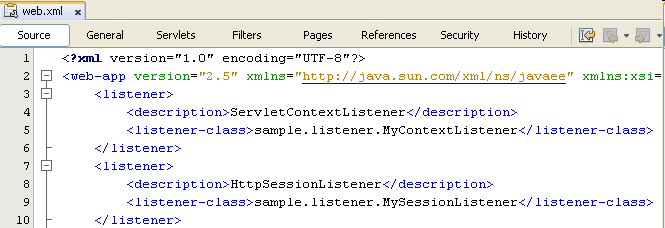 web.xml
Source General Servlets Filters Pages References Security History
1 <?xml version="1.0" encoding="UTF-8"?>
2 <web-app version="2.5" xmlns="http://java.sun.com/xml/ns/javaee" xmlns:xsi=
3 <listener>
4 <description>ServletContextListener</description>
5 <listener-class>sample.listener.MyContextListener</listener-class>
6 </listener>
7 <listener>
8 <description>HttpSessionListener</description>
9 <listener-class>sample.listener.MySessionListener</listener-class>
10 </listener>